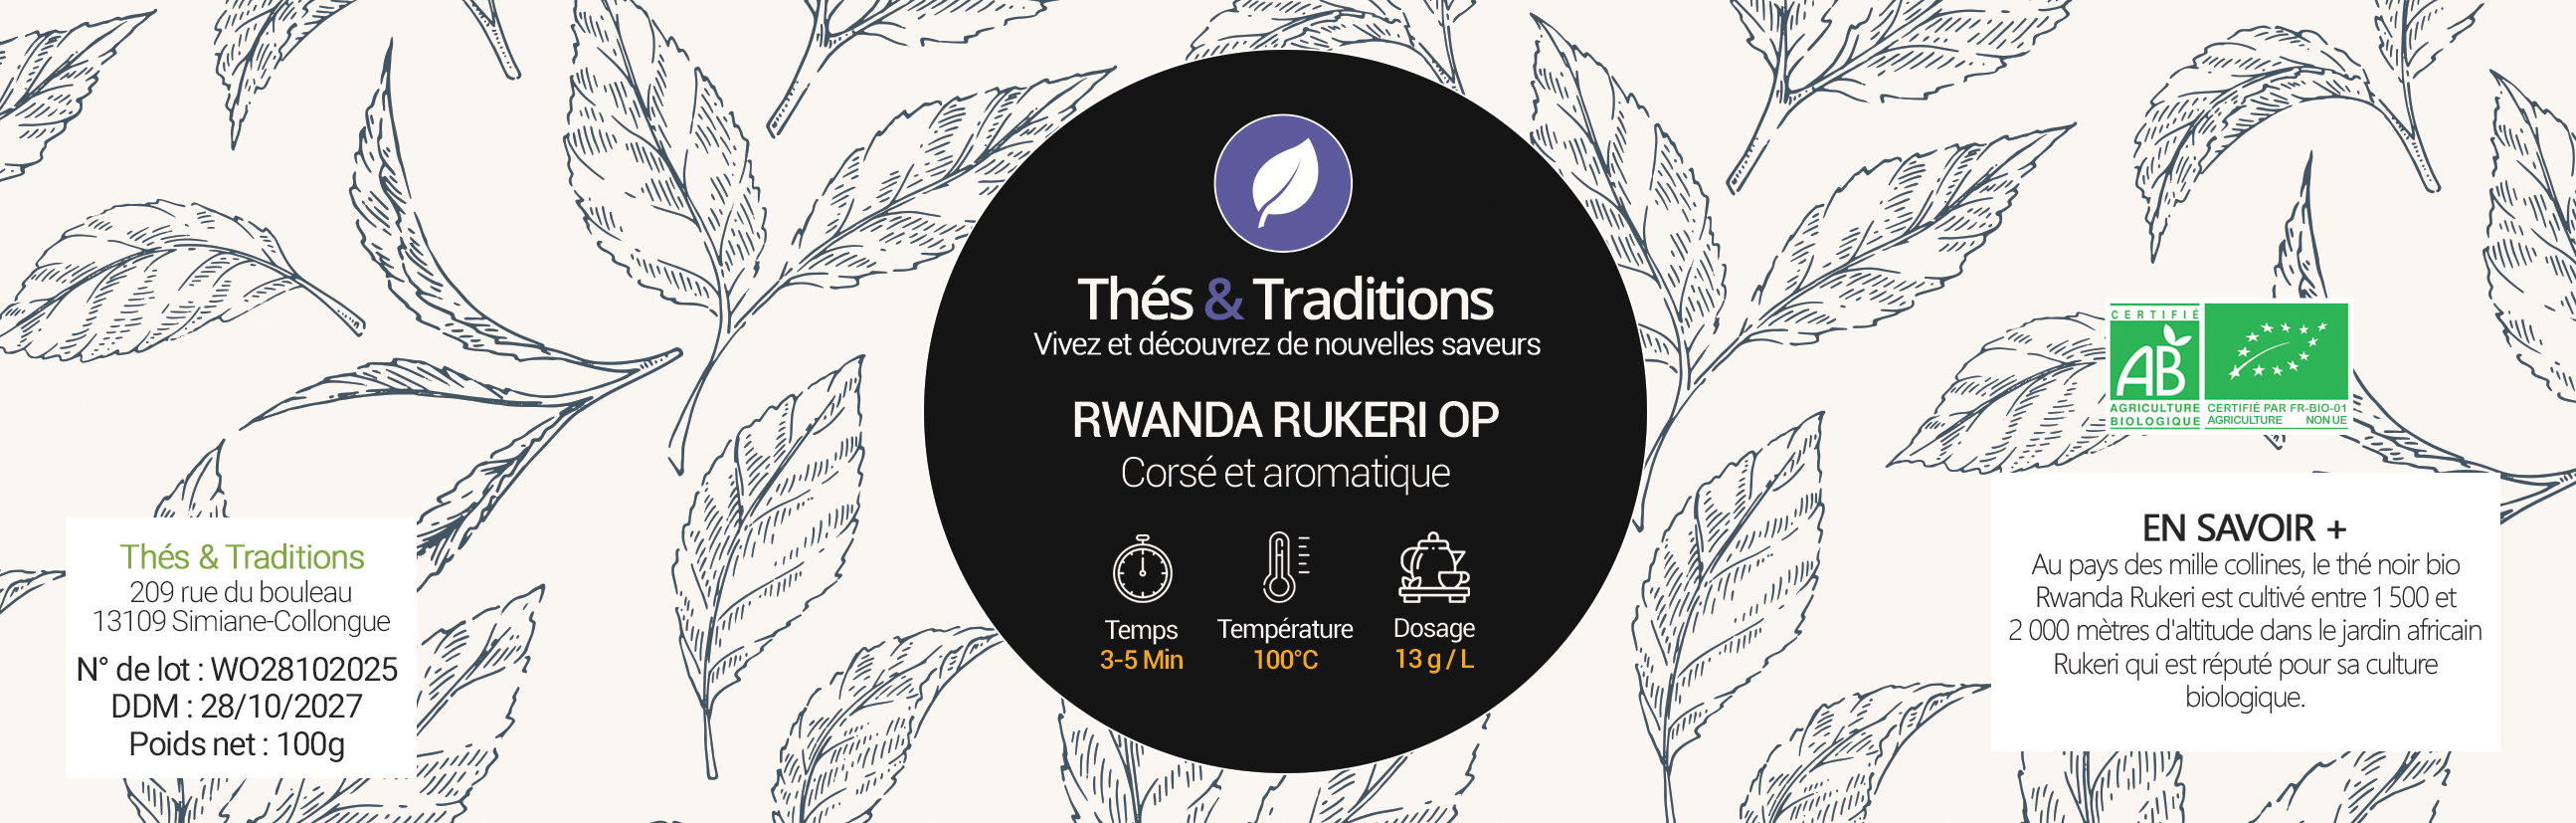 Thés & Traditions
Vivez et découvrez de nouvelles saveurs
RWANDA RUKERI OP
Corsé et aromatique
Temps
3-5 Min
Température
100°C
Dosage
13 g / L
Thés & Traditions
209 rue du bouleau
13109 Simiane-Collongue
N° de lot : WO28102025
DDM : 28/10/2027
Poids net : 100g
CERTIFIÉ
AB
AGRICULTURE
BIOLOGIQUE
CERTIFIÉ PAR FR-BIO-01
AGRICULTURE NON UE
EN SAVOIR +
Au pays des mille collines, le thé noir bio
Rwanda Rukeri est cultivé entre 1 500 et
2 000 mètres d'altitude dans le jardin africain
Rukeri qui est réputé pour sa culture
biologique.